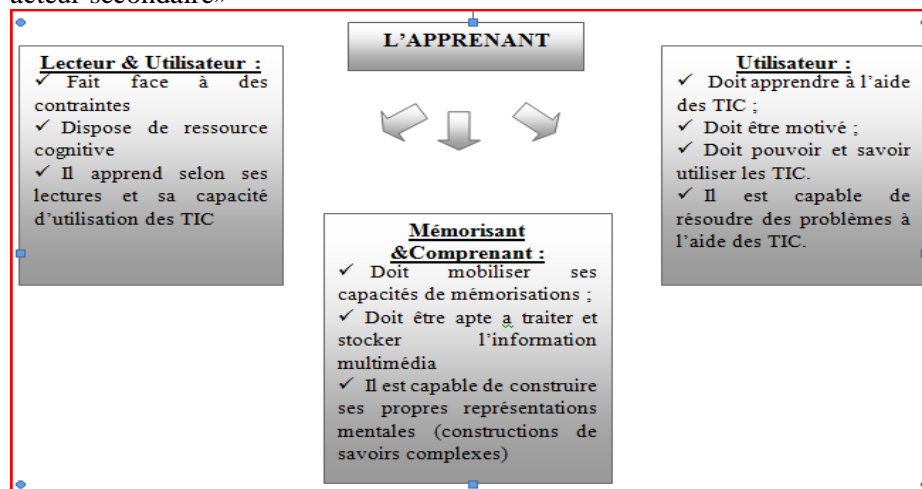 acteur secondaire»
L'APPRENANT
Lecteur & Utilisateur :
✓ Fait face à des
contraintes
✓ Dispose de ressource
cognitive
✓ Il apprend selon ses
lectures et sa capacité
d'utilisation des TIC
Mémorisant
&Comprenant :
✓ Doit mobiliser ses
capacités de mémorisations ;
✓ Doit être apte a traiter et
stocker l'information
multimédia
✓ Il est capable de construire
ses propres représentations
mentales (constructions de
savoirs complexes)
Utilisateur :
✓ Doit apprendre à l'aide
des TIC ;
✓ Doit être motivé ;
✓ Doit pouvoir et savoir
utiliser les TIC.
✓ Il est capable de
résoudre des problèmes à
l'aide des TIC.